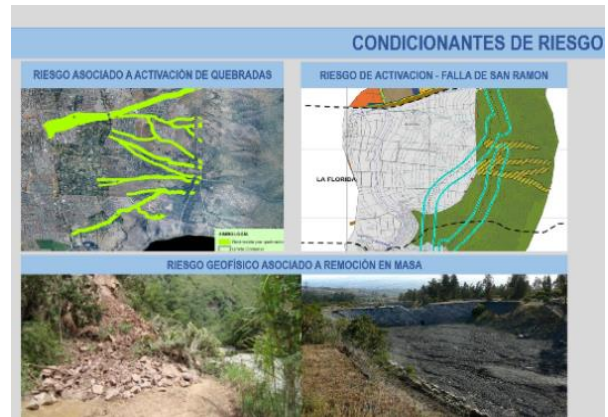 CONDICIONANTES DE RIESGO
RIESGO ASOCIADO A ACTIVACIÓN DE QUEBRADAS
RIESGO DE ACTIVACION - FALLA DE SAN RAMON
LA FLORIDA
RIESGO GEOFÍSICO ASOCIADO A REMOCIÓN EN MASA